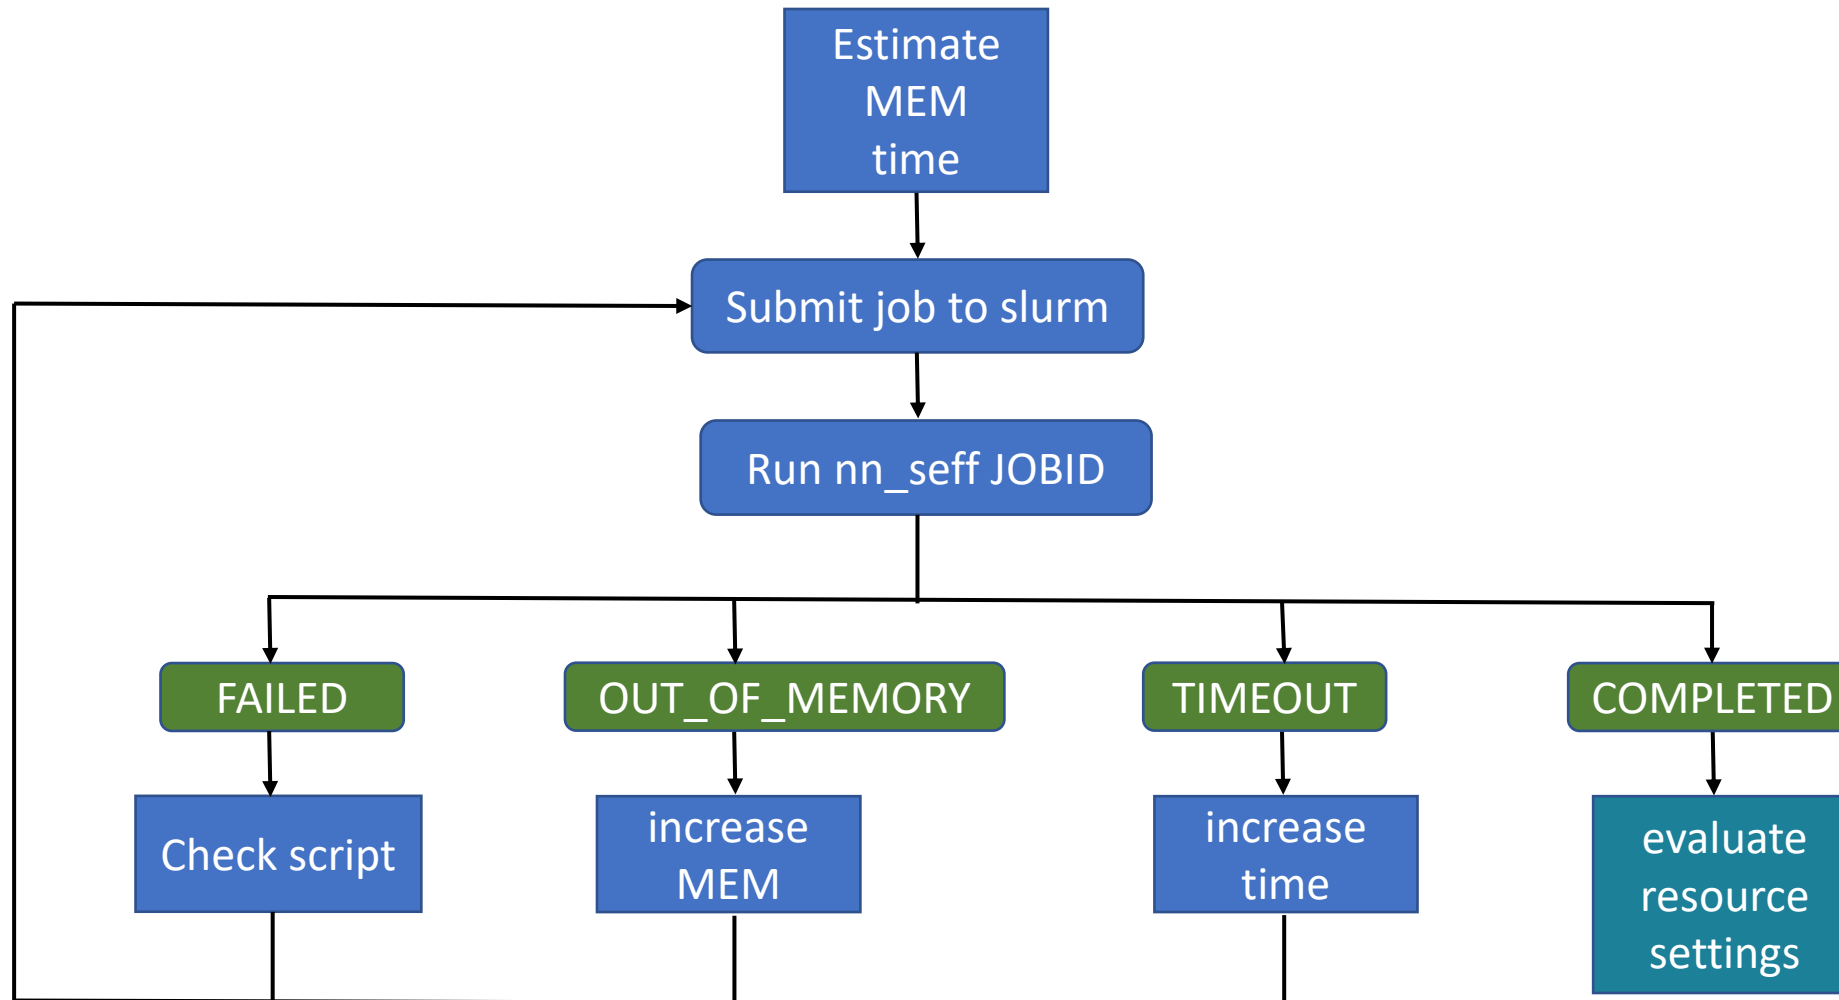 Estimate
MEM
time
Submit job to slurm
Run nn_seff JOBID
FAILED
OUT_OF_MEMORY
TIMEOUT
COMPLETED
Check script
increase
MEM
increase
time
evaluate
resource
settings